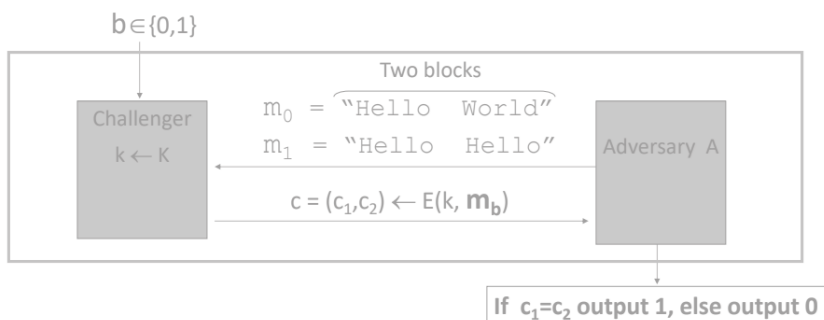 b∈{0,1}
Two blocks
Challenger
k ← K
m₀ = “Hello World”
m₁ = “Hello Hello”
Adversary A
c = (c₁,c₂) ← E(k, m_b)
If c₁=c₂ output 1, else output 0